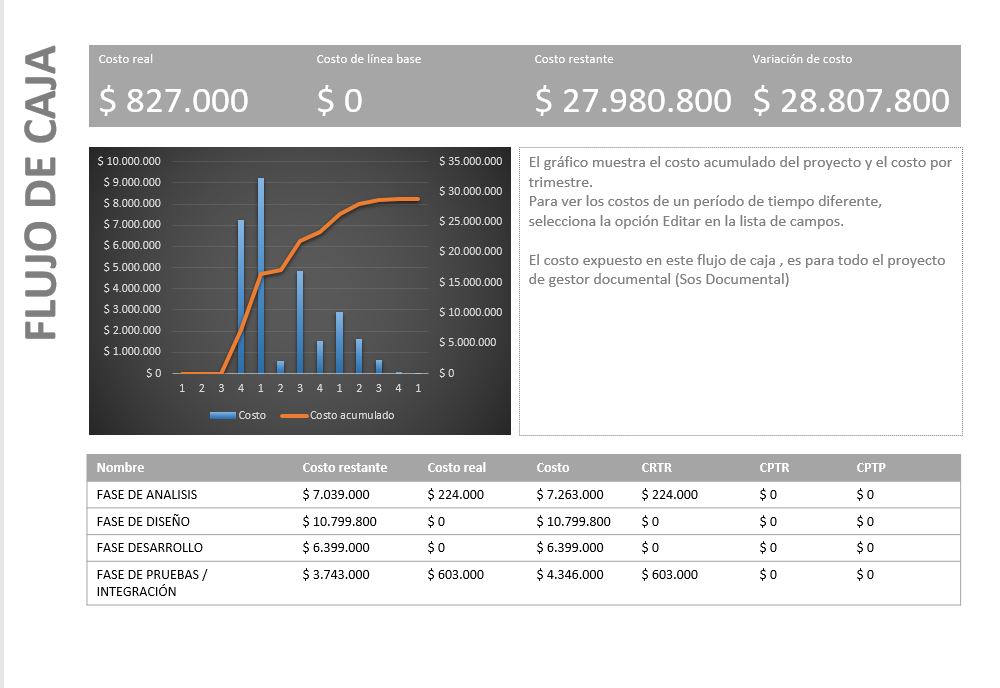 FLUJO DE CAJA
Costo real
$ 827.000
Costo de línea base
$ 0
Costo restante
$ 27.980.800
Variación de costo
$ 28.807.800
$ 10.000.000
$ 9.000.000
$ 8.000.000
$ 7.000.000
$ 6.000.000
$ 5.000.000
$ 4.000.000
$ 3.000.000
$ 2.000.000
$ 1.000.000
$ 0
$ 35.000.000
$ 30.000.000
$ 25.000.000
$ 20.000.000
$ 15.000.000
$ 10.000.000
$ 5.000.000
$ 0
1 2 3 4 1 2 3 4 1 2 3 4 1
Costo Costo acumulado
El gráfico muestra el costo acumulado del proyecto y el costo por
trimestre.
Para ver los costos de un período de tiempo diferente,
selecciona la opción Editar en la lista de campos.
El costo expuesto en este flujo de caja , es para todo el proyecto
de gestor documental (Sos Documental)
Nombre Costo restante Costo real Costo CRTR CPTR CPTP
FASE DE ANALISIS $ 7.039.000 $ 224.000 $ 7.263.000 $ 224.000 $ 0 $ 0
FASE DE DISEÑO $ 10.799.800 $ 0 $ 10.799.800 $ 0 $ 0 $ 0
FASE DESARROLLO $ 6.399.000 $ 0 $ 6.399.000 $ 0 $ 0 $ 0
FASE DE PRUEBAS / $ 3.743.000 $ 603.000 $ 4.346.000 $ 603.000 $ 0 $ 0
INTEGRACIÓN